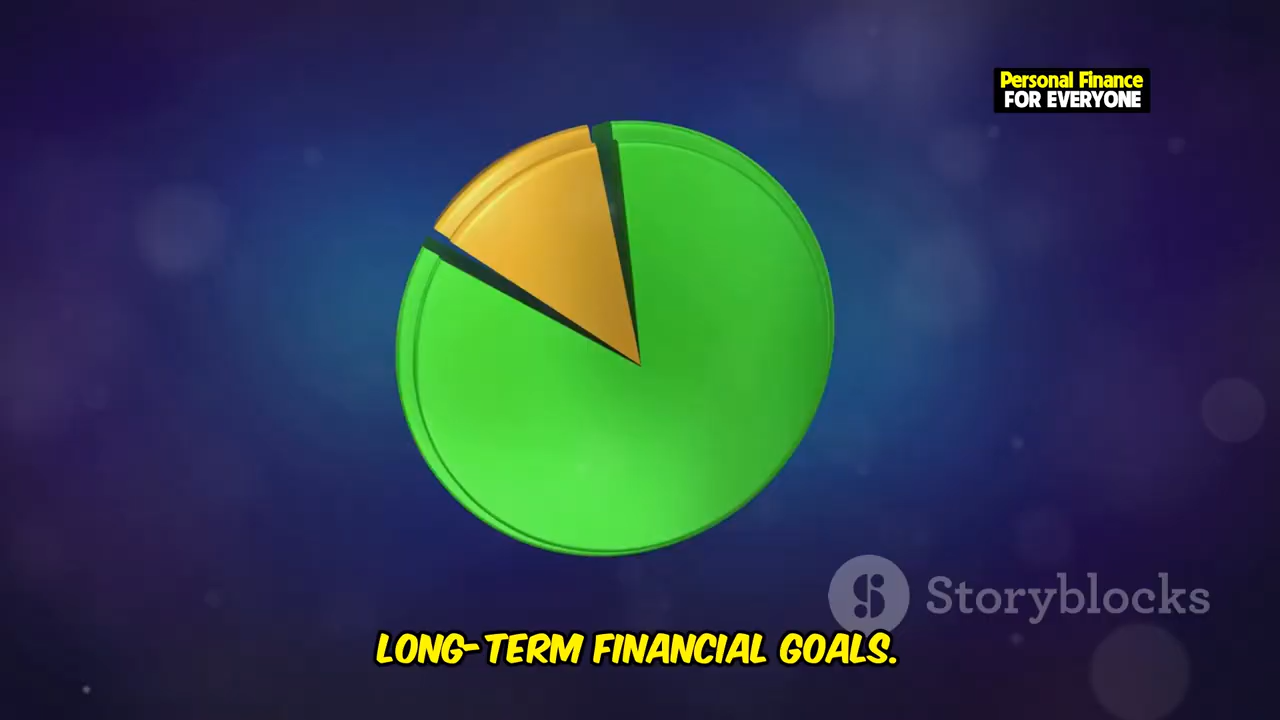 Personal Finance
FOR EVERYONE
Storyblocks
LONG-TERM FINANCIAL GOALS.